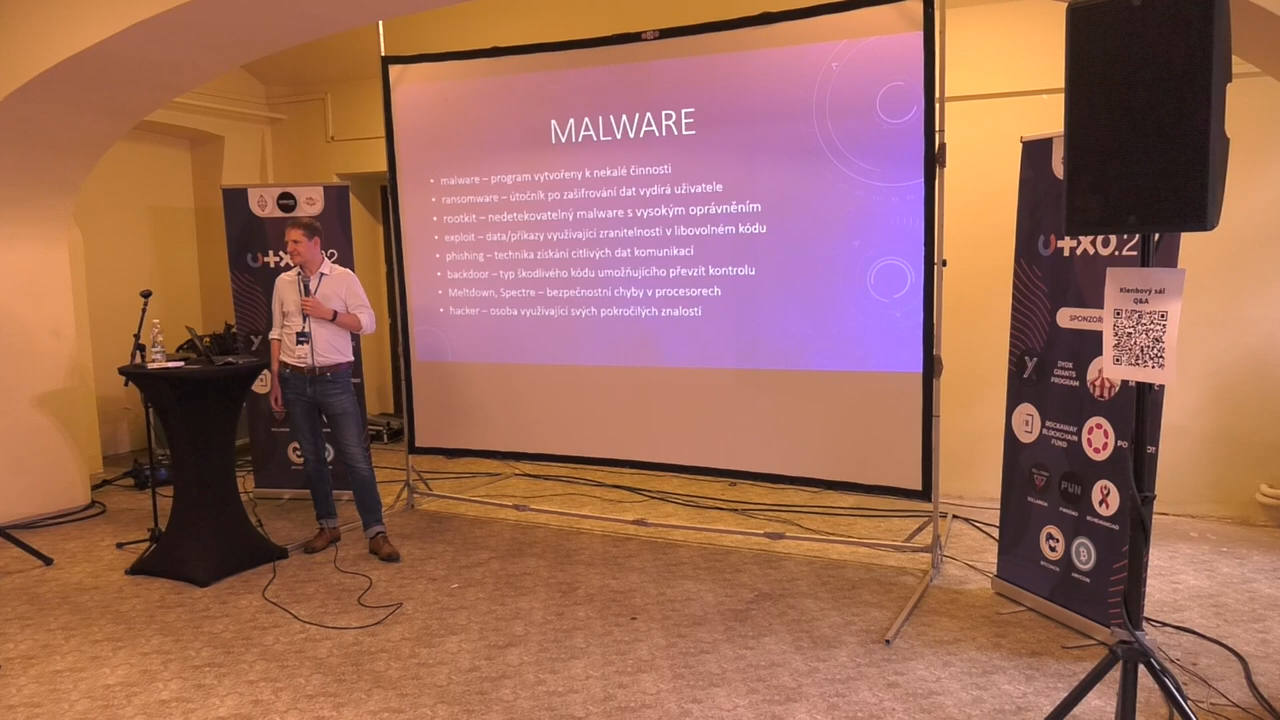 MALWARE
• malware – program vytvořeny k nekalé činnosti
• ransomware – útočník po zašifrování dat vydírá uživatele
• rootkit – nedetekovatelný malware s vysokým oprávněním
• exploit – data/příkazy využívající zranitelnosti v libovolném kódu
• phishing – technika získání citlivých dat komunikací
• backdoor – typ škodlivého kódu umožňujícího převzít kontrolu
• Meltdown, Spectre – bezpečnostní chyby v procesorech
• hacker – osoba využívající svých pokročilých znalostí
Klenbový sál
Q&A
SPONZOŘI
DYDX
GRANTS
PROGRAM
ROCKAWAY
BLOCKCHAIN
FUND
PWN